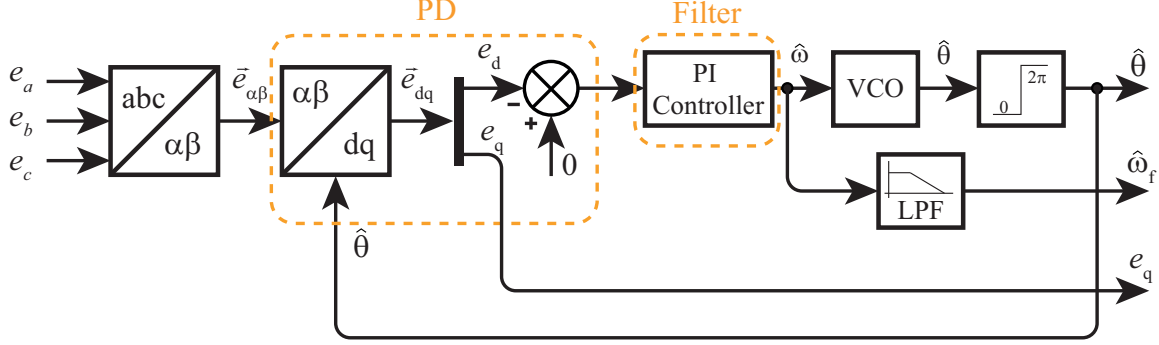 PD
Filter
e_a
e_b
e_c
abc
αβ
e⃗_αβ
αβ
dq
e⃗_dq
e_d
e_q
-
+
0
PI
Controller
ω̂
VCO
θ̂
0
2π
θ̂
LPF
ω̂_f
θ̂
e_q